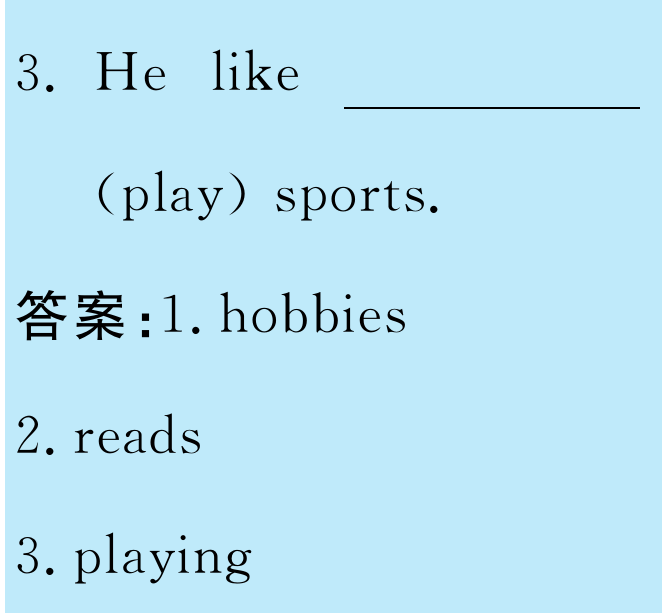 3. He like ____________
(play) sports.
答案:1. hobbies
2. reads
3. playing